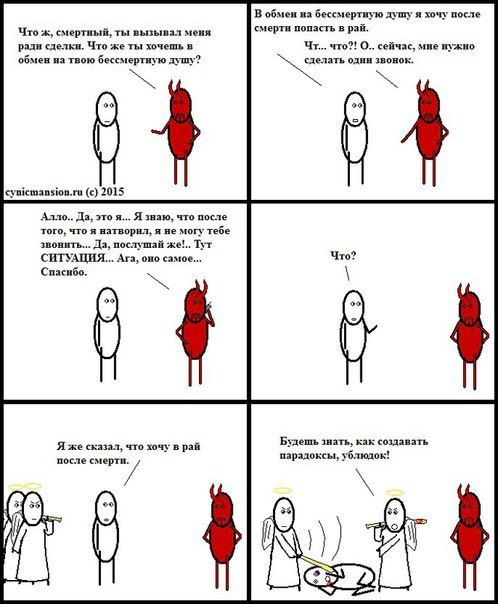 Что ж, смертный, ты вызывал меня
ради сделки. Что же ты хочешь в
обмен на твою бессмертную душу?
cynicmansion.ru (c) 2015
В обмен на бессмертную душу я хочу после
смерти попасть в рай.
Чт... что?! О.. сейчас, мне нужно
сделать один звонок.
Алло.. Да, это я... Я знаю, что после
того, что я натворил, я не могу тебе
звонить... Да, послушай же!.. Тут
СИТУАЦИЯ... Ага, оно самое...
Спасибо.
Что?
Я же сказал, что хочу в рай
после смерти.
Будешь знать, как создавать
парадоксы, ублюдок!